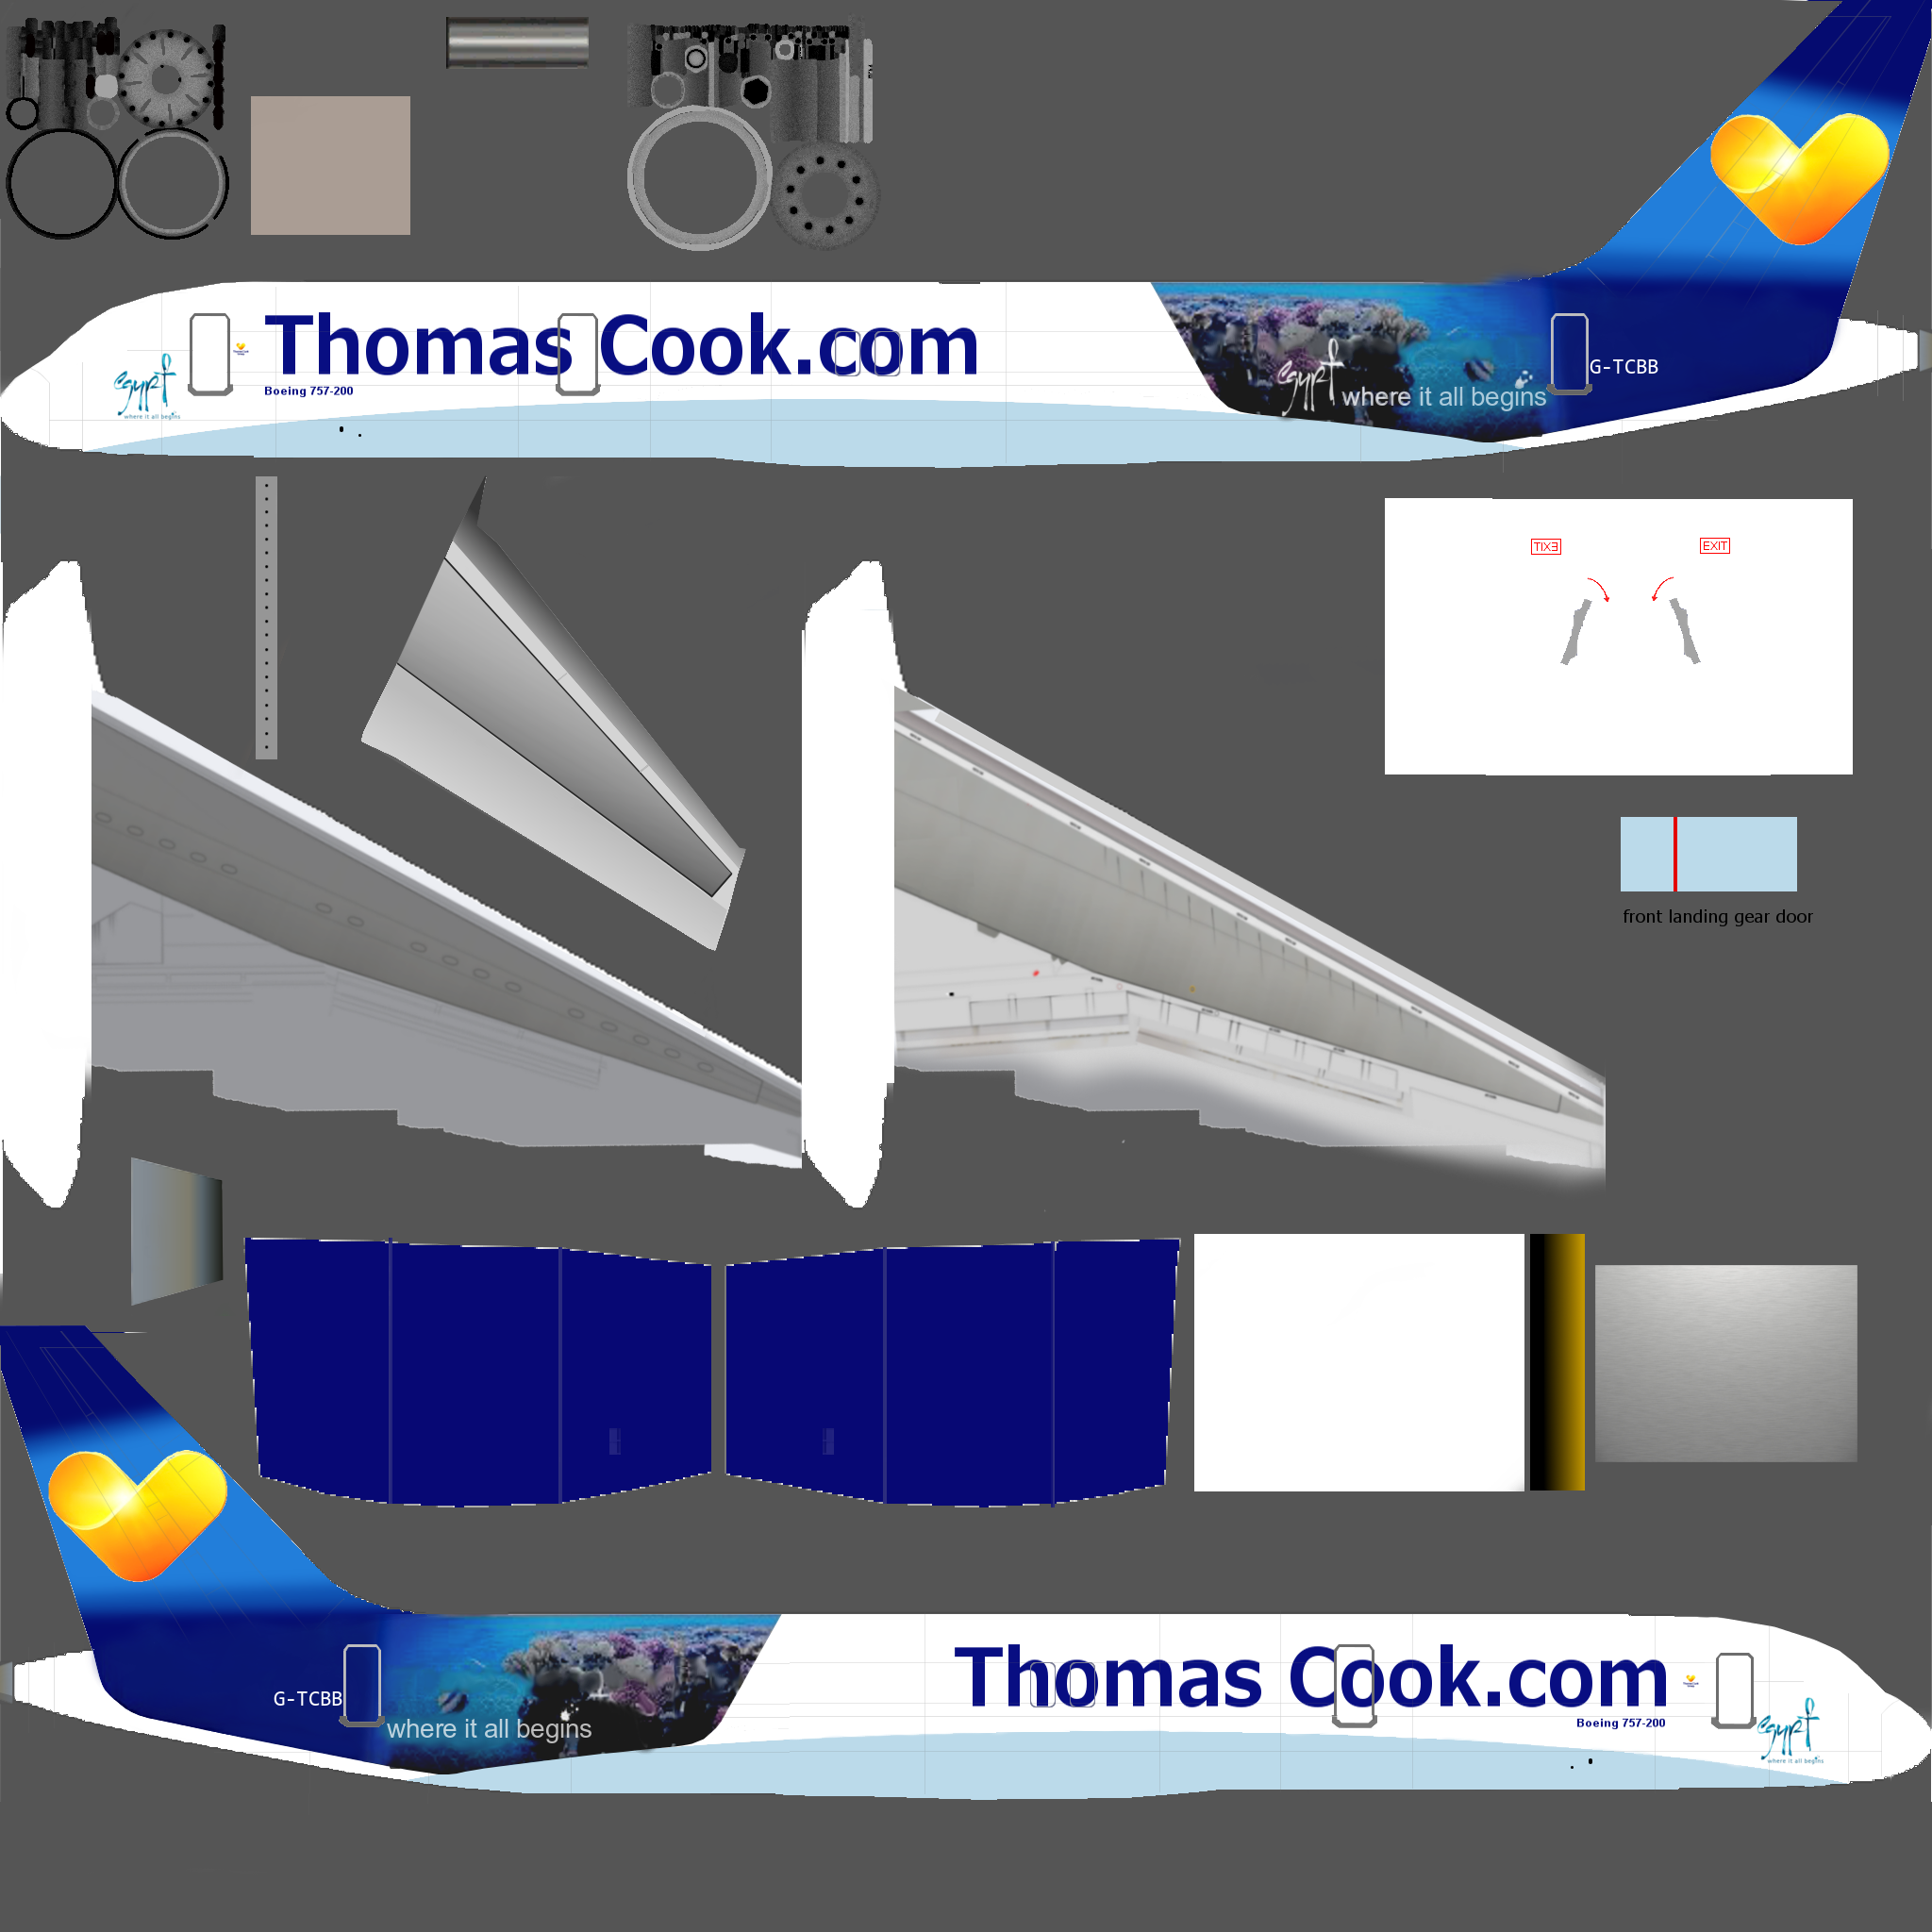 Thomas Cook.com
Boeing 757-200
egypt
where it all begins
egypt
where it all begins
G-TCBB
TIXE
EXIT
front landing gear door
Thomas Cook.com
Boeing 757-200
G-TCBB
where it all begins
egypt
where it all begins